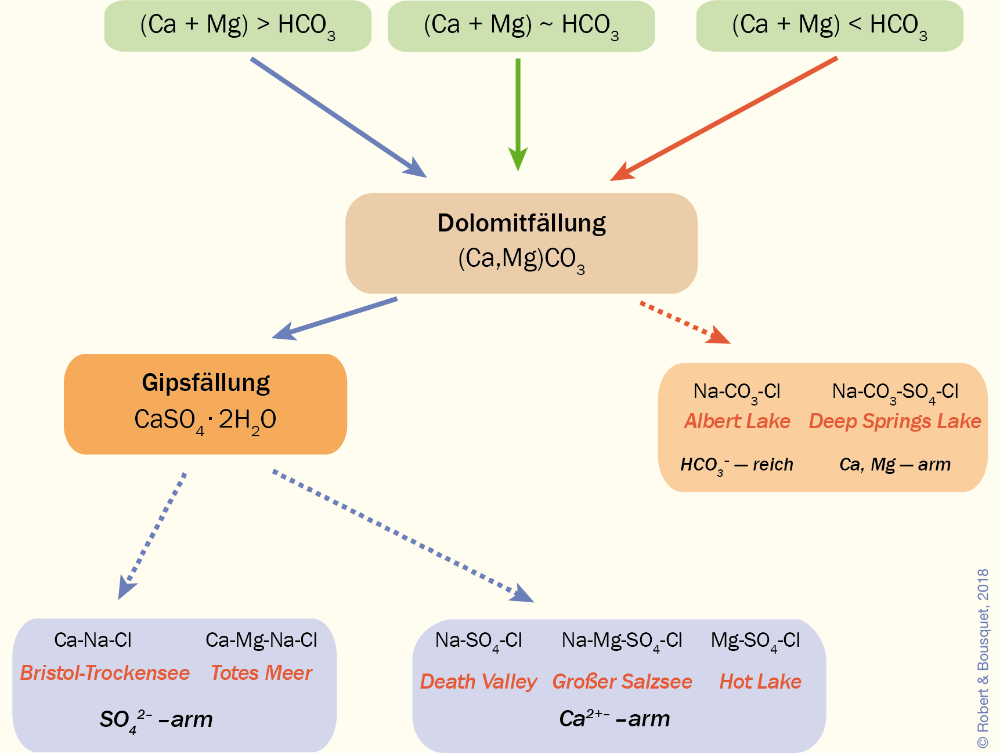 (Ca + Mg) > HCO₃
(Ca + Mg) ~ HCO₃
(Ca + Mg) < HCO₃
Dolomitfällung
(Ca,Mg)CO₃
Gipsfällung
CaSO₄ · 2H₂O
Na-CO₃-Cl
Na-CO₃-SO₄-Cl
Albert Lake
Deep Springs Lake
HCO₃⁻ — reich
Ca, Mg — arm
Ca-Na-Cl
Ca-Mg-Na-Cl
Bristol-Trockensee
Totes Meer
SO₄²⁻ –arm
Na-SO₄-Cl
Na-Mg-SO₄-Cl
Mg-SO₄-Cl
Death Valley
Großer Salzsee
Hot Lake
Ca²⁺⁻ –arm
© Robert & Bousquet, 2018